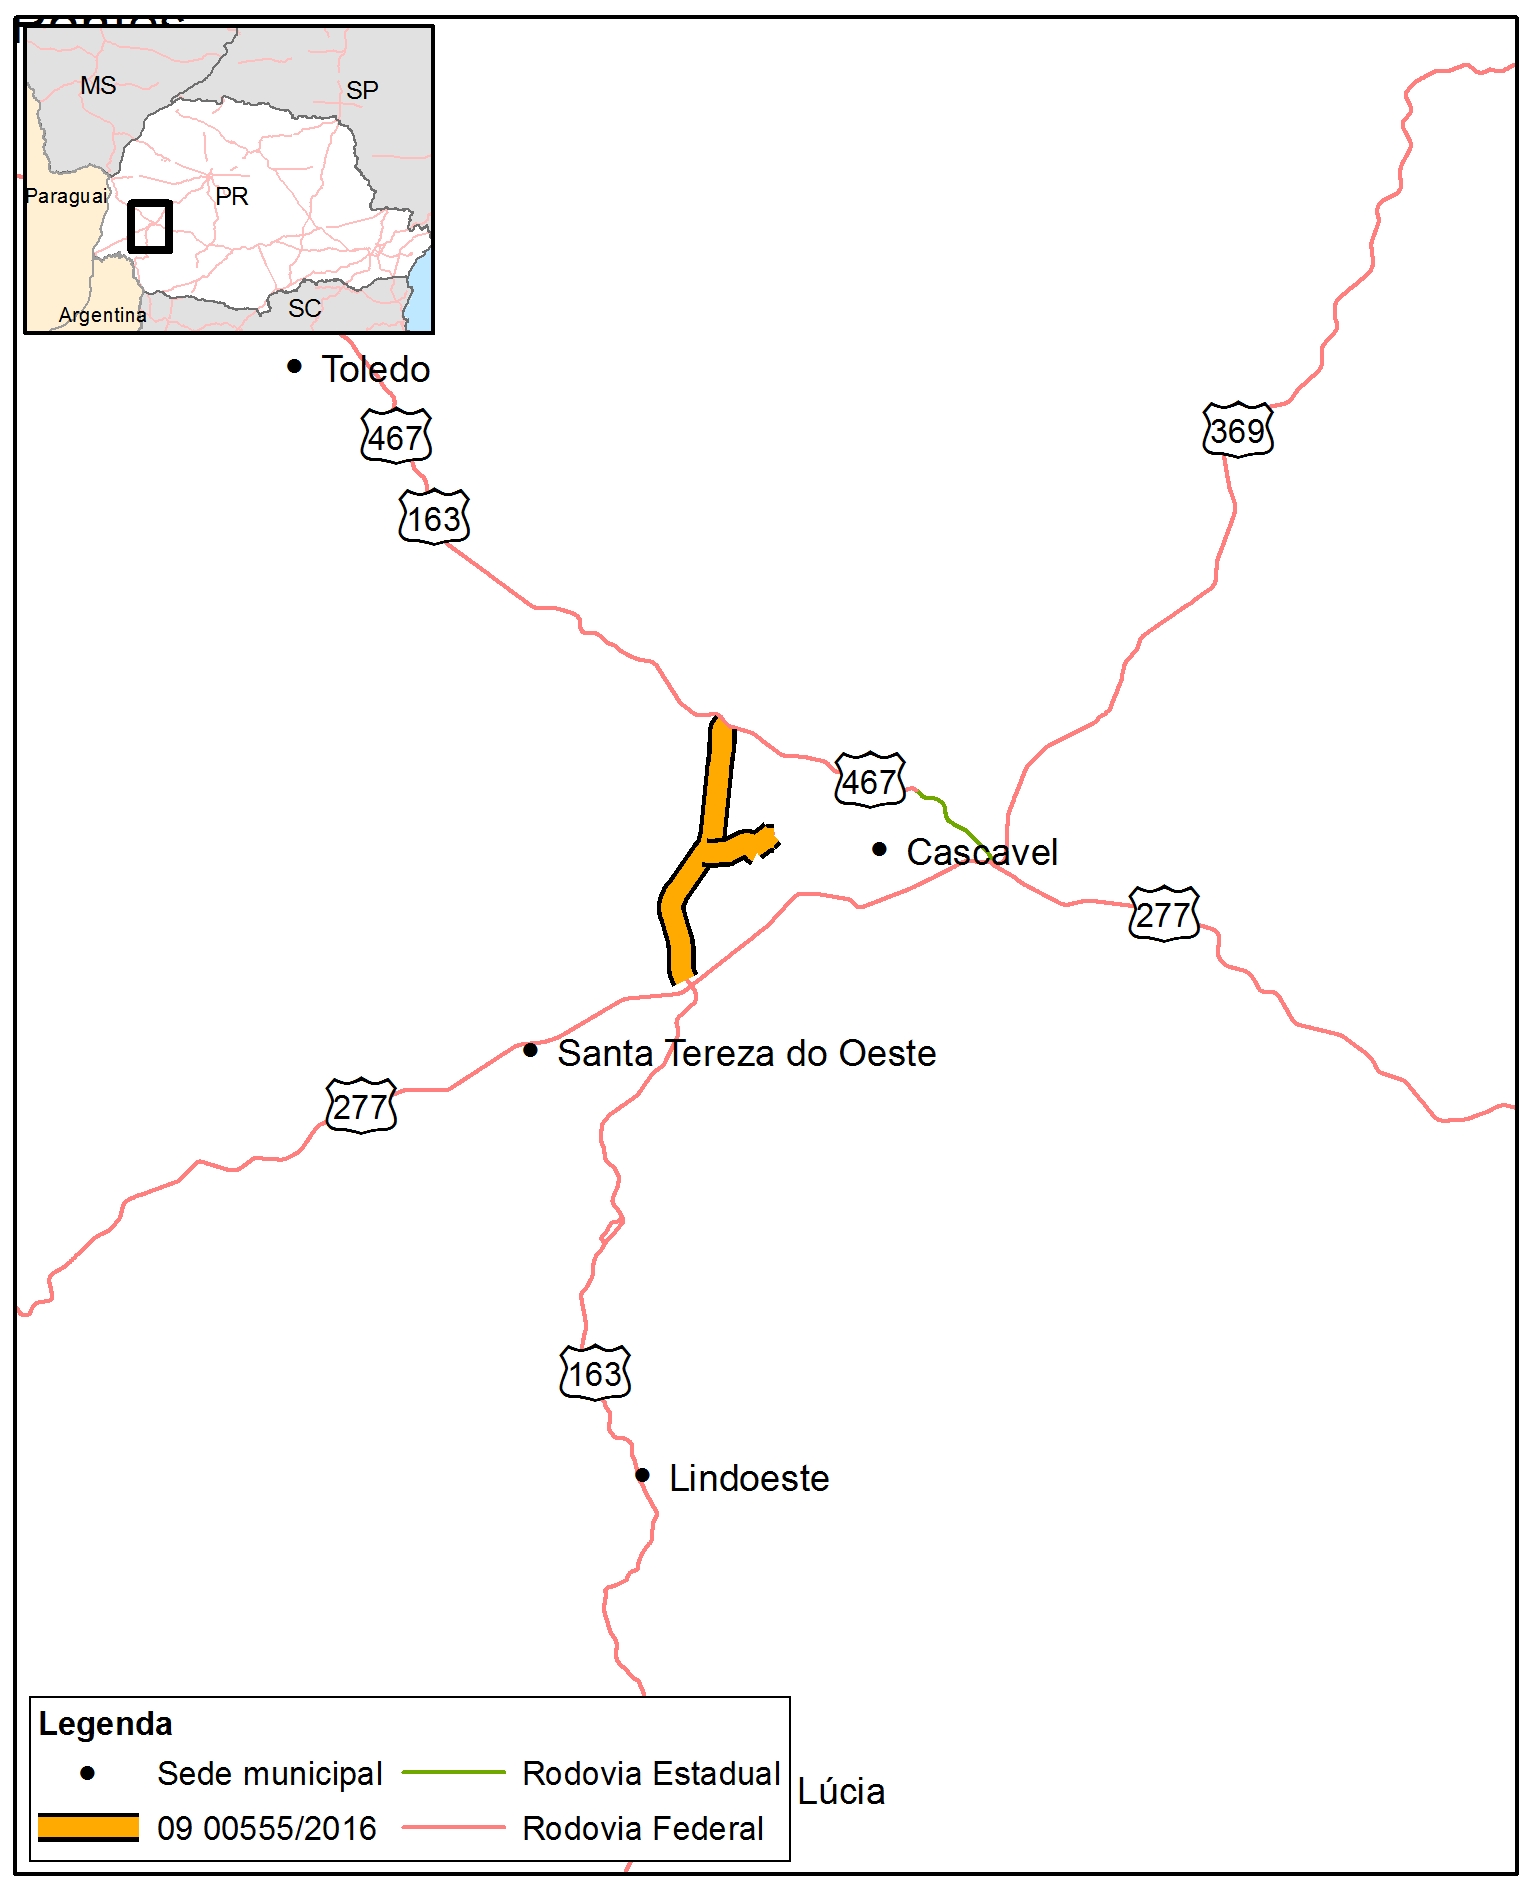 MS
SP
Paraguai
PR
Argentina
SC
Toledo
467
163
369
467
Cascavel
277
Santa Tereza do Oeste
277
163
Lindoeste
Legenda
Sede municipal
Rodovia Estadual
Lúcia
09 00555/2016
Rodovia Federal